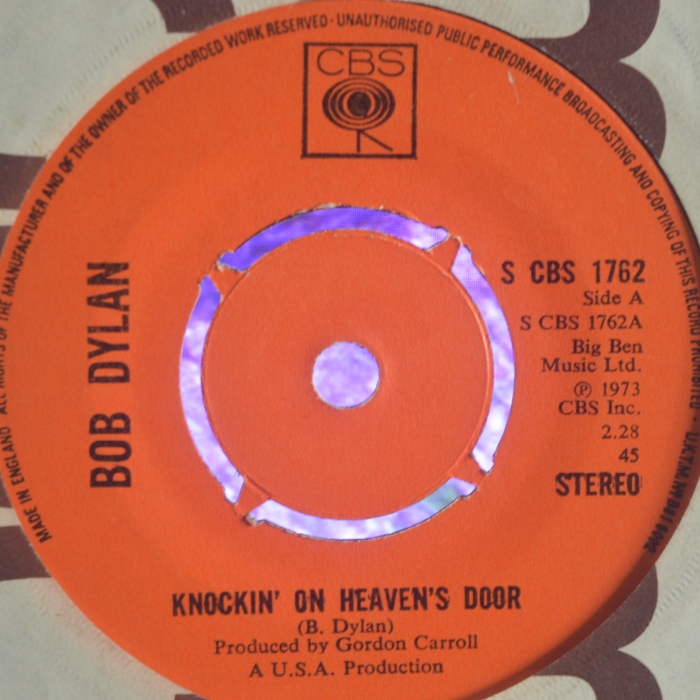 MADE IN ENGLAND ALL RIGHTS OF THE MANUFACTURER AND OF THE OWNER OF THE RECORDED WORK RESERVED · UNAUTHORISED PUBLIC PERFORMANCE BROADCASTING AND COPYING OF THIS RECORD PROHIBITED ·
CBS
BOB DYLAN
S CBS 1762
Side A
S CBS 1762A
Big Ben
Music Ltd.
Ⓟ 1973
CBS Inc.
2.28
45
STEREO
KNOCKIN' ON HEAVEN'S DOOR
(B. Dylan)
Produced by Gordon Carroll
A U.S.A. Production